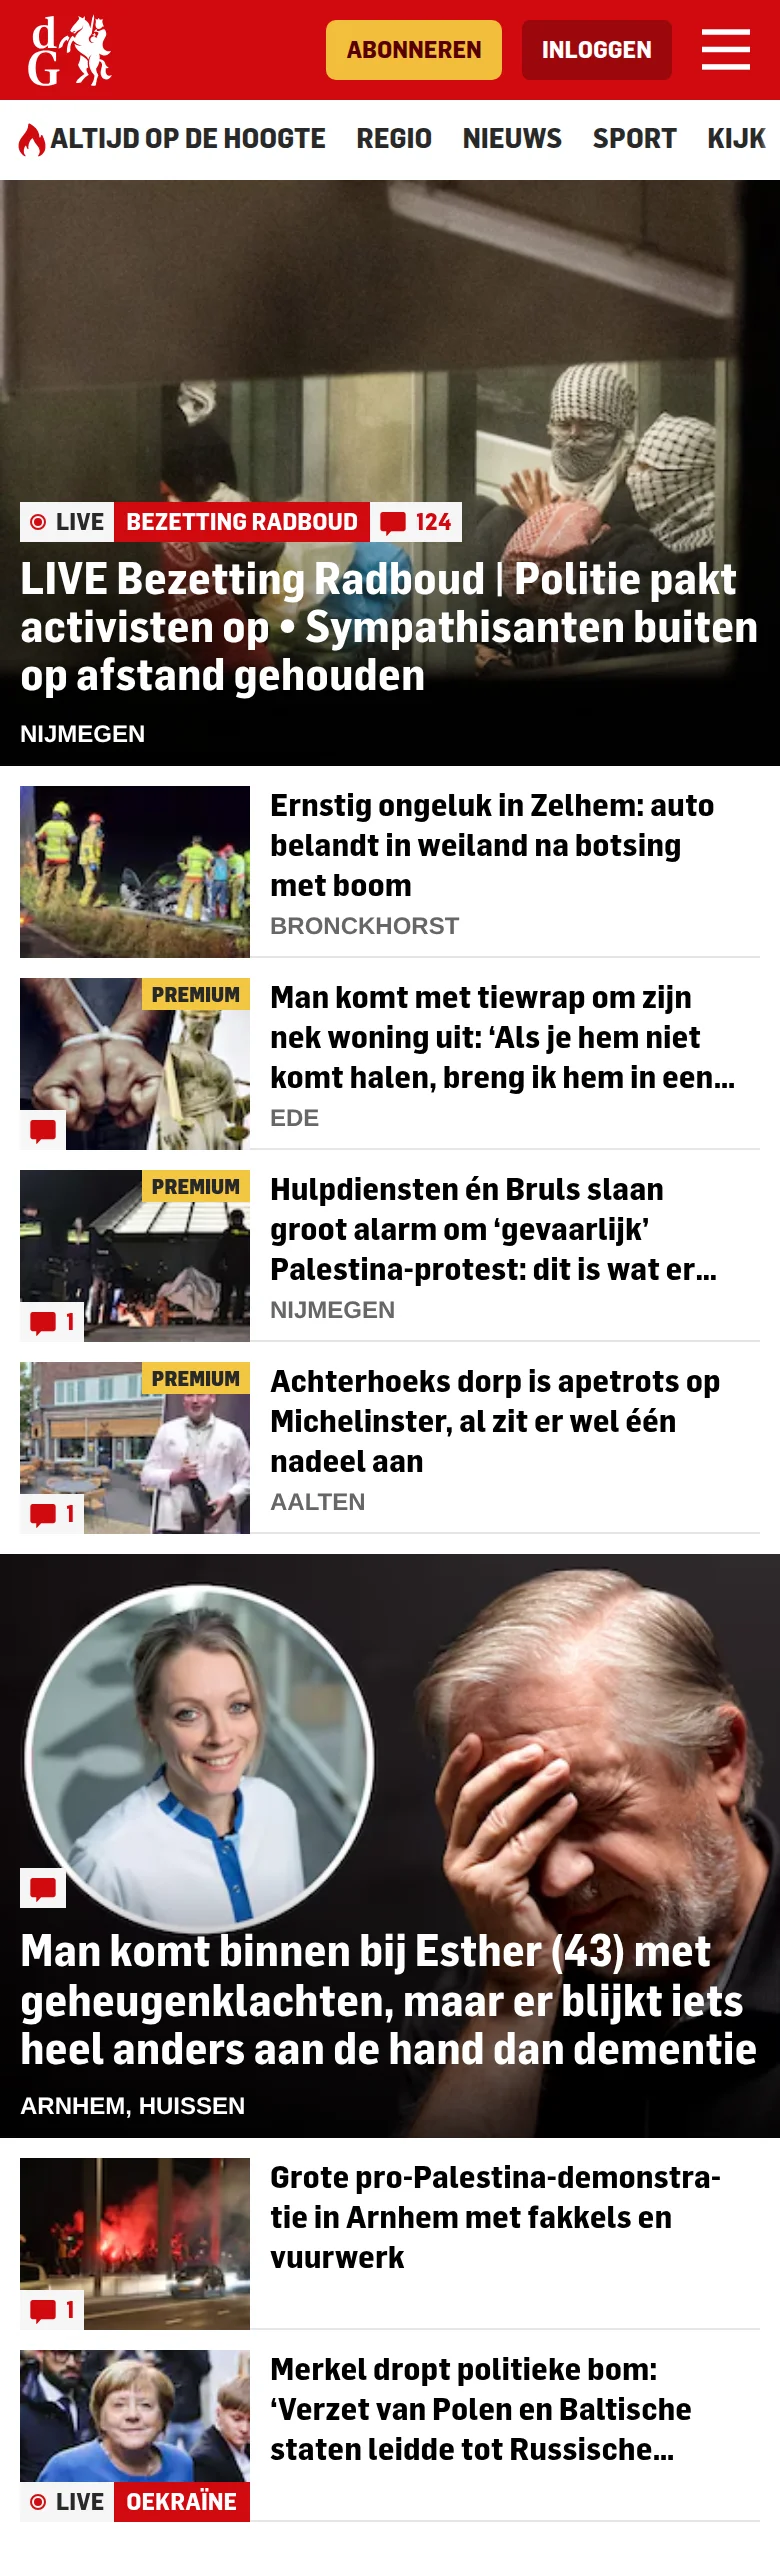 dG
ABONNEREN
INLOGGEN
ALTIJD OP DE HOOGTE REGIO NIEUWS SPORT KIJK
LIVE BEZETTING RADBOUD 124
LIVE Bezetting Radboud | Politie pakt
activisten op • Sympathisanten buiten
op afstand gehouden
NIJMEGEN
Ernstig ongeluk in Zelhem: auto
belandt in weiland na botsing
met boom
BRONCKHORST
PREMIUM
Man komt met tiewrap om zijn
nek woning uit: ‘Als je hem niet
komt halen, breng ik hem in een...
EDE
PREMIUM
1
Hulpdiensten én Bruls slaan
groot alarm om ‘gevaarlijk’
Palestina-protest: dit is wat er...
NIJMEGEN
PREMIUM
1
Achterhoeks dorp is apetrots op
Michelinster, al zit er wel één
nadeel aan
AALTEN
Man komt binnen bij Esther (43) met
geheugenklachten, maar er blijkt iets
heel anders aan de hand dan dementie
ARNHEM, HUISSEN
1
Grote pro-Palestina-demonstra-
tie in Arnhem met fakkels en
vuurwerk
Merkel dropt politieke bom:
‘Verzet van Polen en Baltische
staten leidde tot Russische...
LIVE OEKRAÏNE